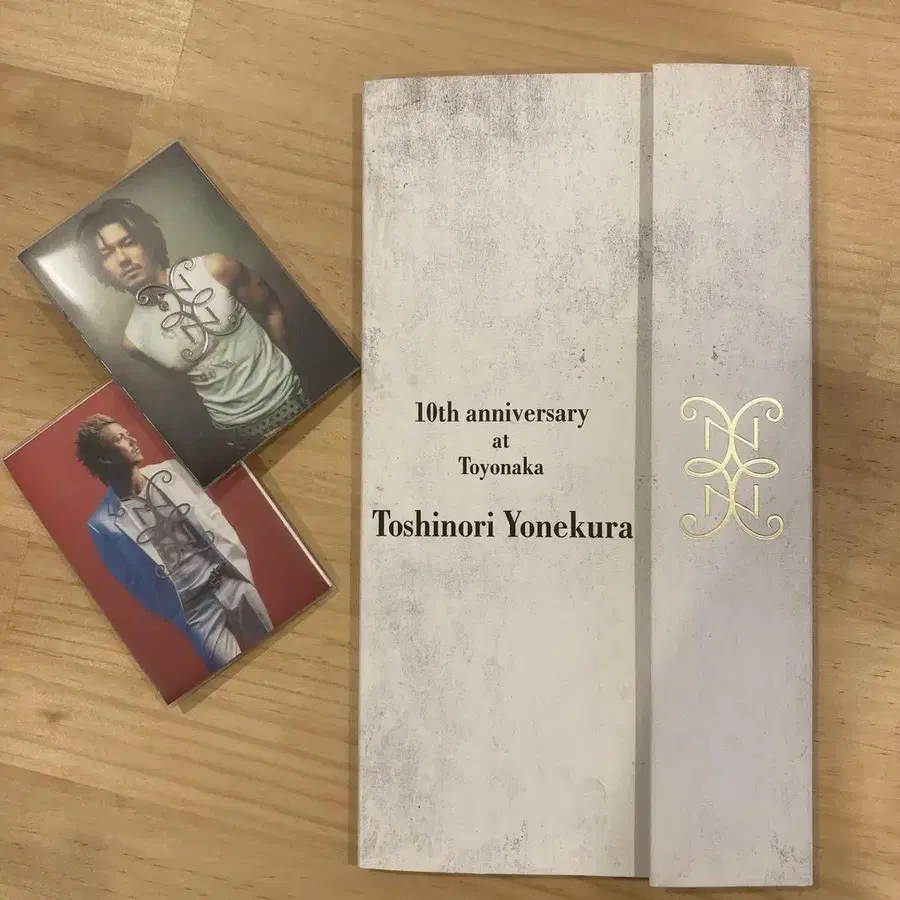 10th anniversary
at
Toyonaka
Toshinori Yonekura
N N
N N